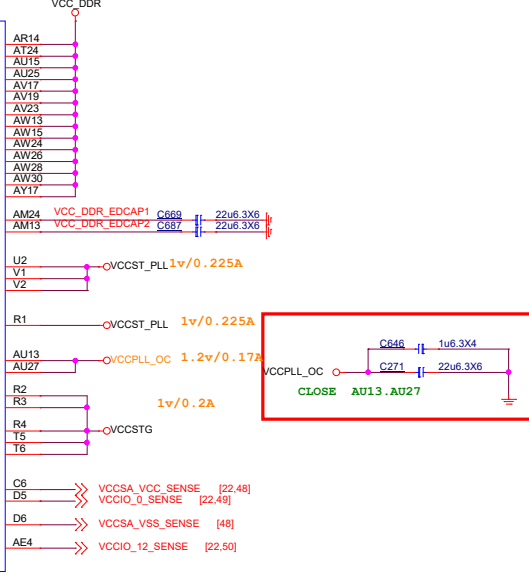 VCC_DDR
AR14
AT24
AU15
AU25
AV17
AV19
AV23
AW13
AW15
AW24
AW26
AW28
AW30
AY17
AM24 VCC_DDR_EDCAP1 C669 22u6.3X6
AM13 VCC_DDR_EDCAP2 C687 22u6.3X6
U2
V1
V2
VCCST_PLL 1v/0.225A
R1 VCCST_PLL 1v/0.225A
AU13
AU27
VCCPLL_OC 1.2v/0.17A
C646 1u6.3X4
VCCPLL_OC C271 22u6.3X6
CLOSE AU13.AU27
R2
R3
1v/0.2A
R4
T5
T6
VCCSTG
C6 VCCSA_VCC_SENSE [22,48]
D5 VCCIO_0_SENSE [22,49]
D6 VCCSA_VSS_SENSE [48]
AE4 VCCIO_12_SENSE [22,50]